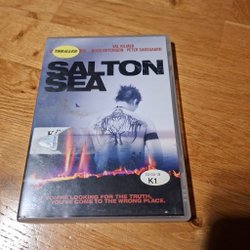 THRILLER
VAL KILMER
PETER SARSGAARD
SALTON
SEA
IF YOU'RE LOOKING FOR THE TRUTH,
YOU'VE COME TO THE WRONG PLACE.
K1